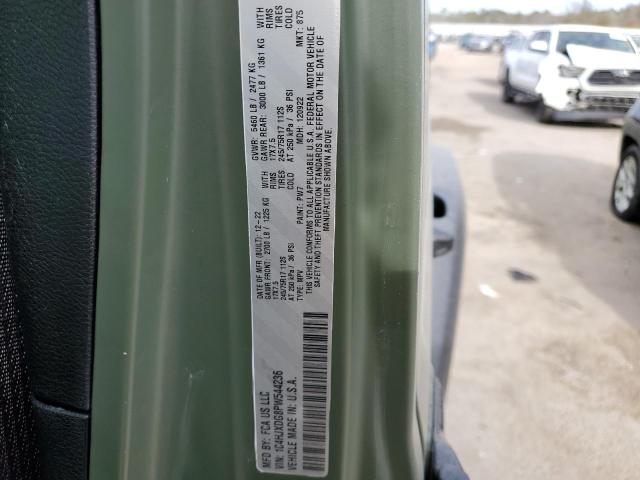 MFD BY: FCA US LLC
DATE OF MFR (BUILT): 12-22
GVWR: 5460 LB / 2477 KG
GAWR FRONT: 2700 LB / 1225 KG WITH
17X7.5 RIMS
245/75R17 112S TIRES
AT 250 kPa / 36 PSI COLD
GAWR REAR: 3000 LB / 1361 KG WITH
17X7.5 RIMS
245/75R17 112S TIRES
AT 250 kPa / 36 PSI COLD
VIN: 1C4HJXDG8PW544236
TYPE: MPV
PAINT: PW7
MDH: 120922
MKT: 875
VEHICLE MADE IN: U.S.A.
THIS VEHICLE CONFORMS TO ALL APPLICABLE U.S.A. FEDERAL MOTOR VEHICLE
SAFETY AND THEFT PREVENTION STANDARDS IN EFFECT ON THE DATE OF
MANUFACTURE SHOWN ABOVE.